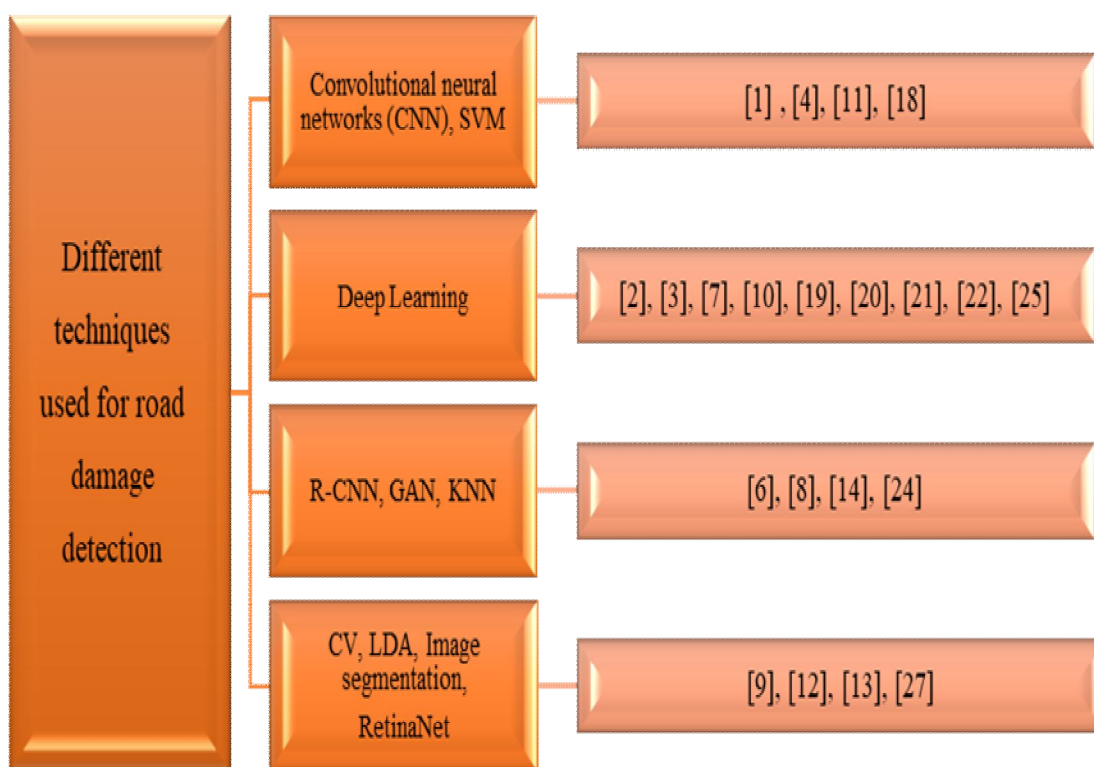 Different
techniques
used for road
damage
detection
Convolutional neural
networks (CNN), SVM
[1] , [4], [11], [18]
Deep Learning
[2], [3], [7], [10], [19], [20], [21], [22], [25]
R-CNN, GAN, KNN
[6], [8], [14], [24]
CV, LDA, Image
segmentation,
RetinaNet
[9], [12], [13], [27]